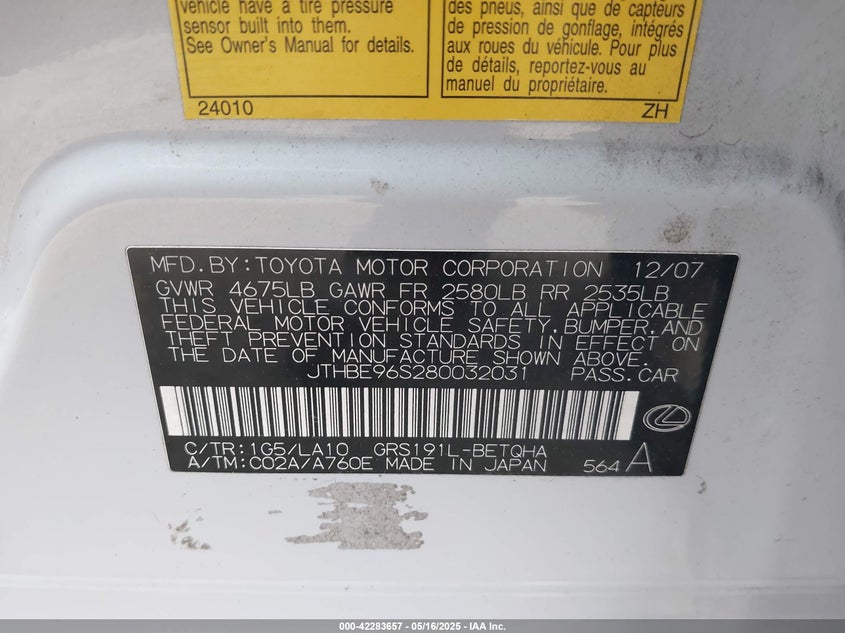 vehicle have a tire pressure
sensor built into them.
See Owner's Manual for details.
24010
des pneus, ainsi que de capteurs
de pression de gonflage, intégrés
aux roues du véhicule. Pour plus
de détails, reportez-vous au
manuel du propriétaire.
ZH
MFD. BY: TOYOTA MOTOR CORPORATION 12/07
GVWR 4675LB GAWR FR 2580LB RR 2535LB
THIS VEHICLE CONFORMS TO ALL APPLICABLE
FEDERAL MOTOR VEHICLE SAFETY, BUMPER, AND
THEFT PREVENTION STANDARDS IN EFFECT ON
THE DATE OF MANUFACTURE SHOWN ABOVE.
JTHBE96S280032031 PASS. CAR
C/TR: 1G5/LA10 GRS191L-BETQHA
A/TM: C02A/A760E MADE IN JAPAN 564 A
000-42283657 - 05/16/2025 - IAA Inc.